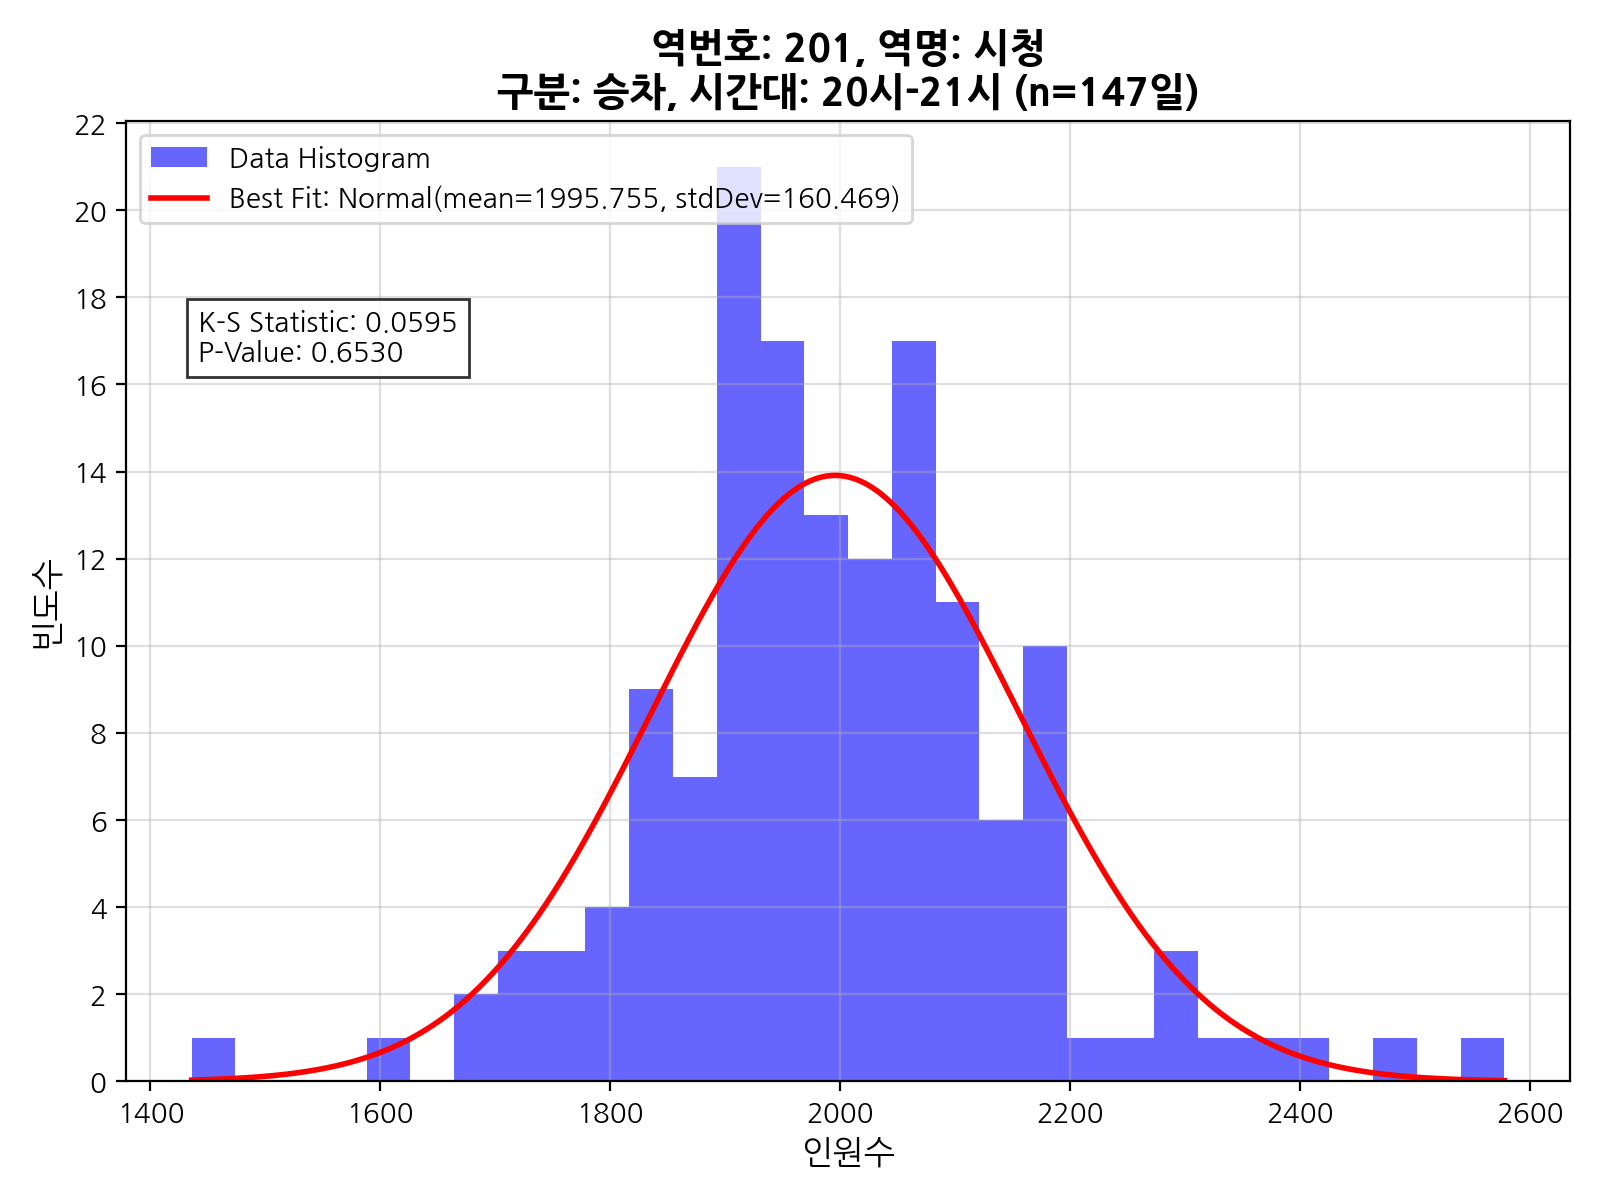 역번호: 201, 역명: 시청
구분: 승차, 시간대: 20시-21시 (n=147일)
Data Histogram
Best Fit: Normal(mean=1995.755, stdDev=160.469)
K-S Statistic: 0.0595
P-Value: 0.6530
빈도수
22
20
18
16
14
12
10
8
6
4
2
0
1400 1600 1800 2000 2200 2400 2600
인원수